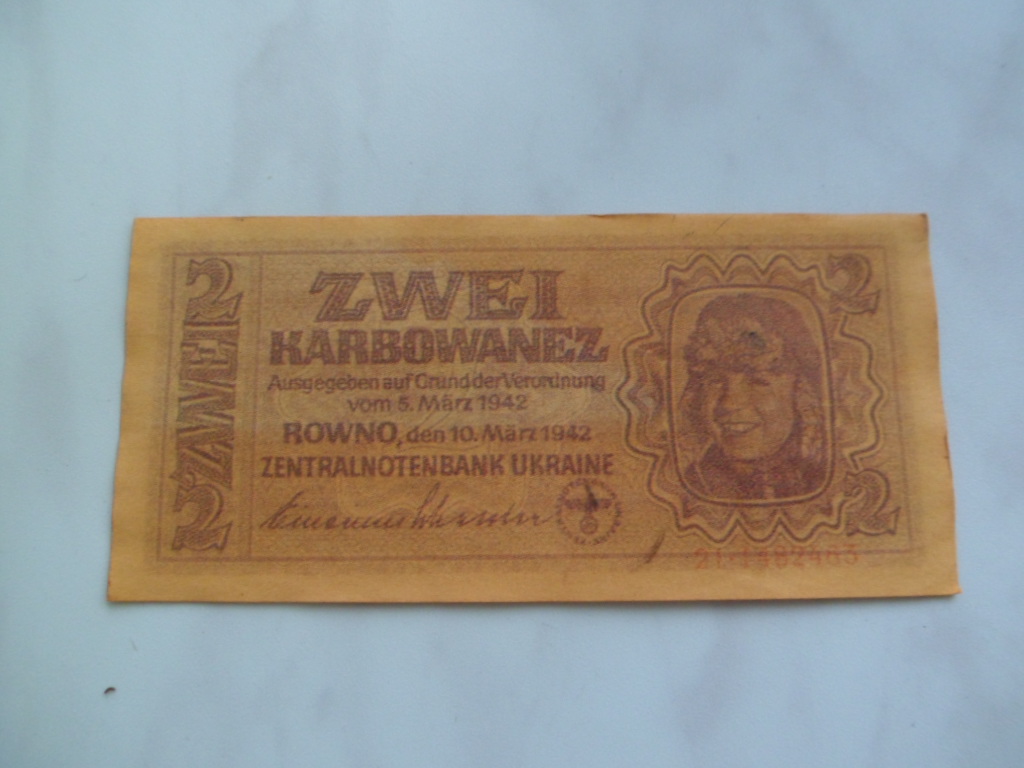 2
ZWEI
2
ZWEI
KARBOWANEZ
Ausgegeben auf Grund der Verordnung
vom 5. März 1942
ROWNO, den 10. März 1942
ZENTRALNOTENBANK UKRAINE
2
2